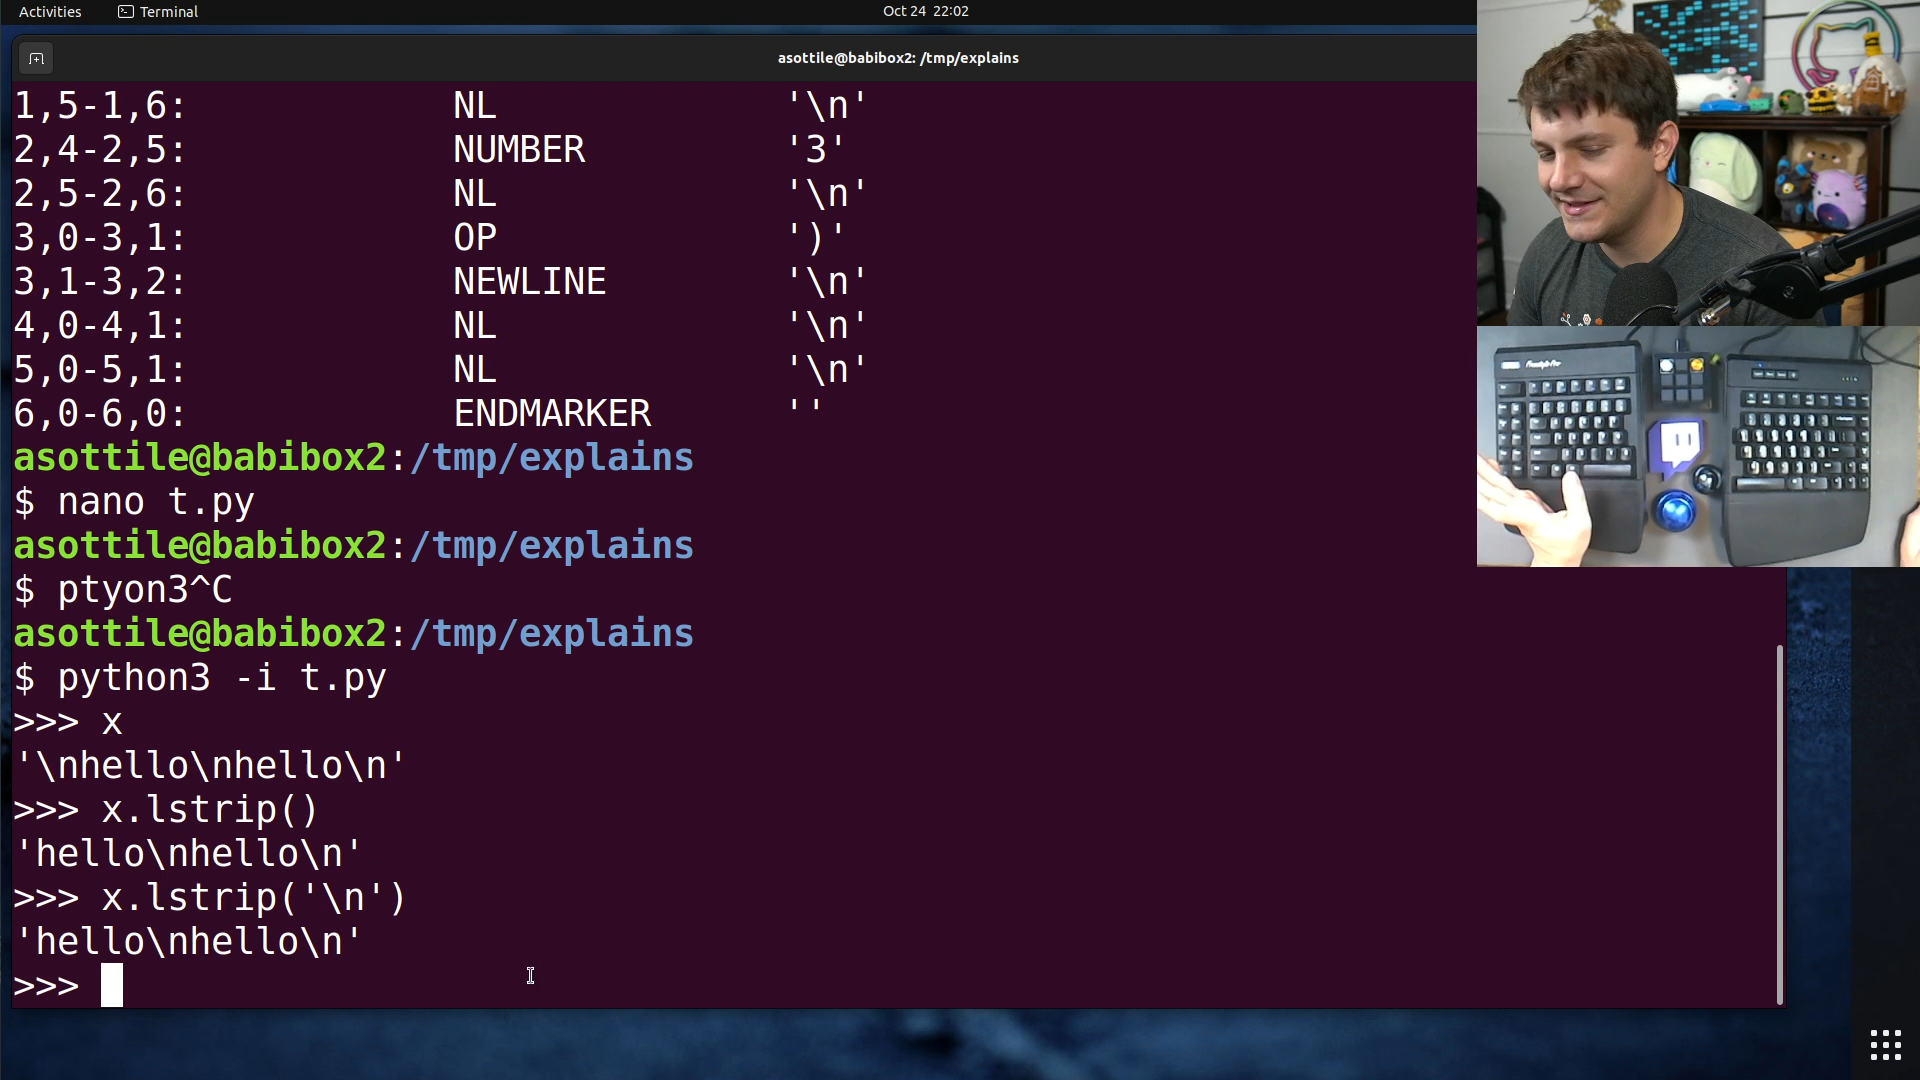 Activities
Terminal
Oct 24 22:02
asottile@babibox2: /tmp/explains
1,5-1,6: NL '\n'
2,4-2,5: NUMBER '3'
2,5-2,6: NL '\n'
3,0-3,1: OP ')'
3,1-3,2: NEWLINE '\n'
4,0-4,1: NL '\n'
5,0-5,1: NL '\n'
6,0-6,0: ENDMARKER ''
asottile@babibox2:/tmp/explains
$ nano t.py
asottile@babibox2:/tmp/explains
$ ptyon3^C
asottile@babibox2:/tmp/explains
$ python3 -i t.py
>>> x
'\nhello\nhello\n'
>>> x.lstrip()
'hello\nhello\n'
>>> x.lstrip('\n')
'hello\nhello\n'
>>>